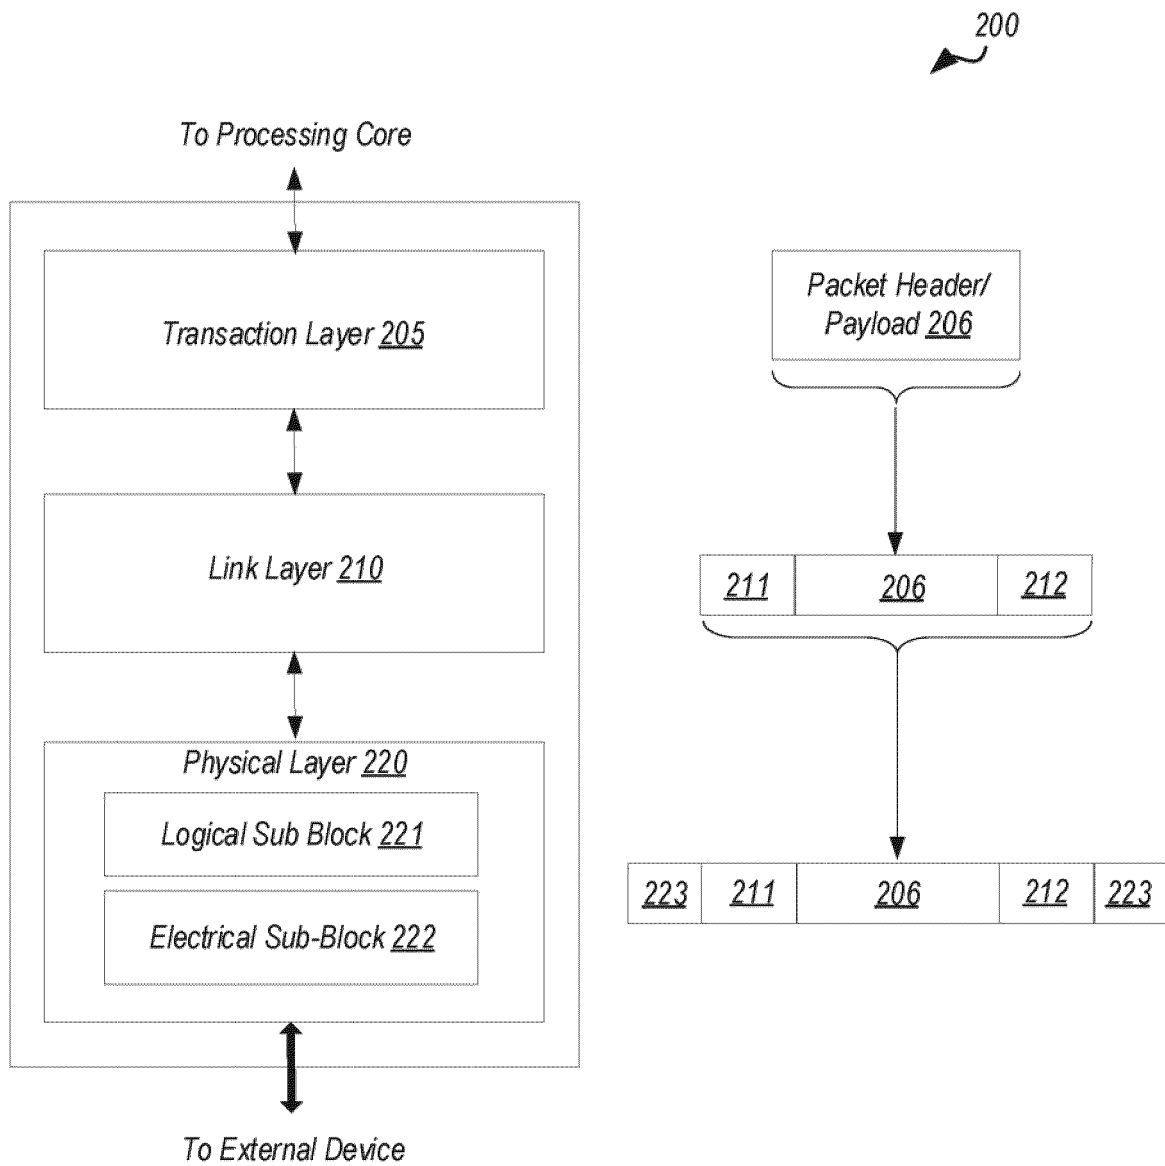 200
To Processing Core
Transaction Layer 205
Packet Header/
Payload 206
Link Layer 210
211 206 212
Physical Layer 220
Logical Sub Block 221
Electrical Sub-Block 222
223 211 206 212 223
To External Device